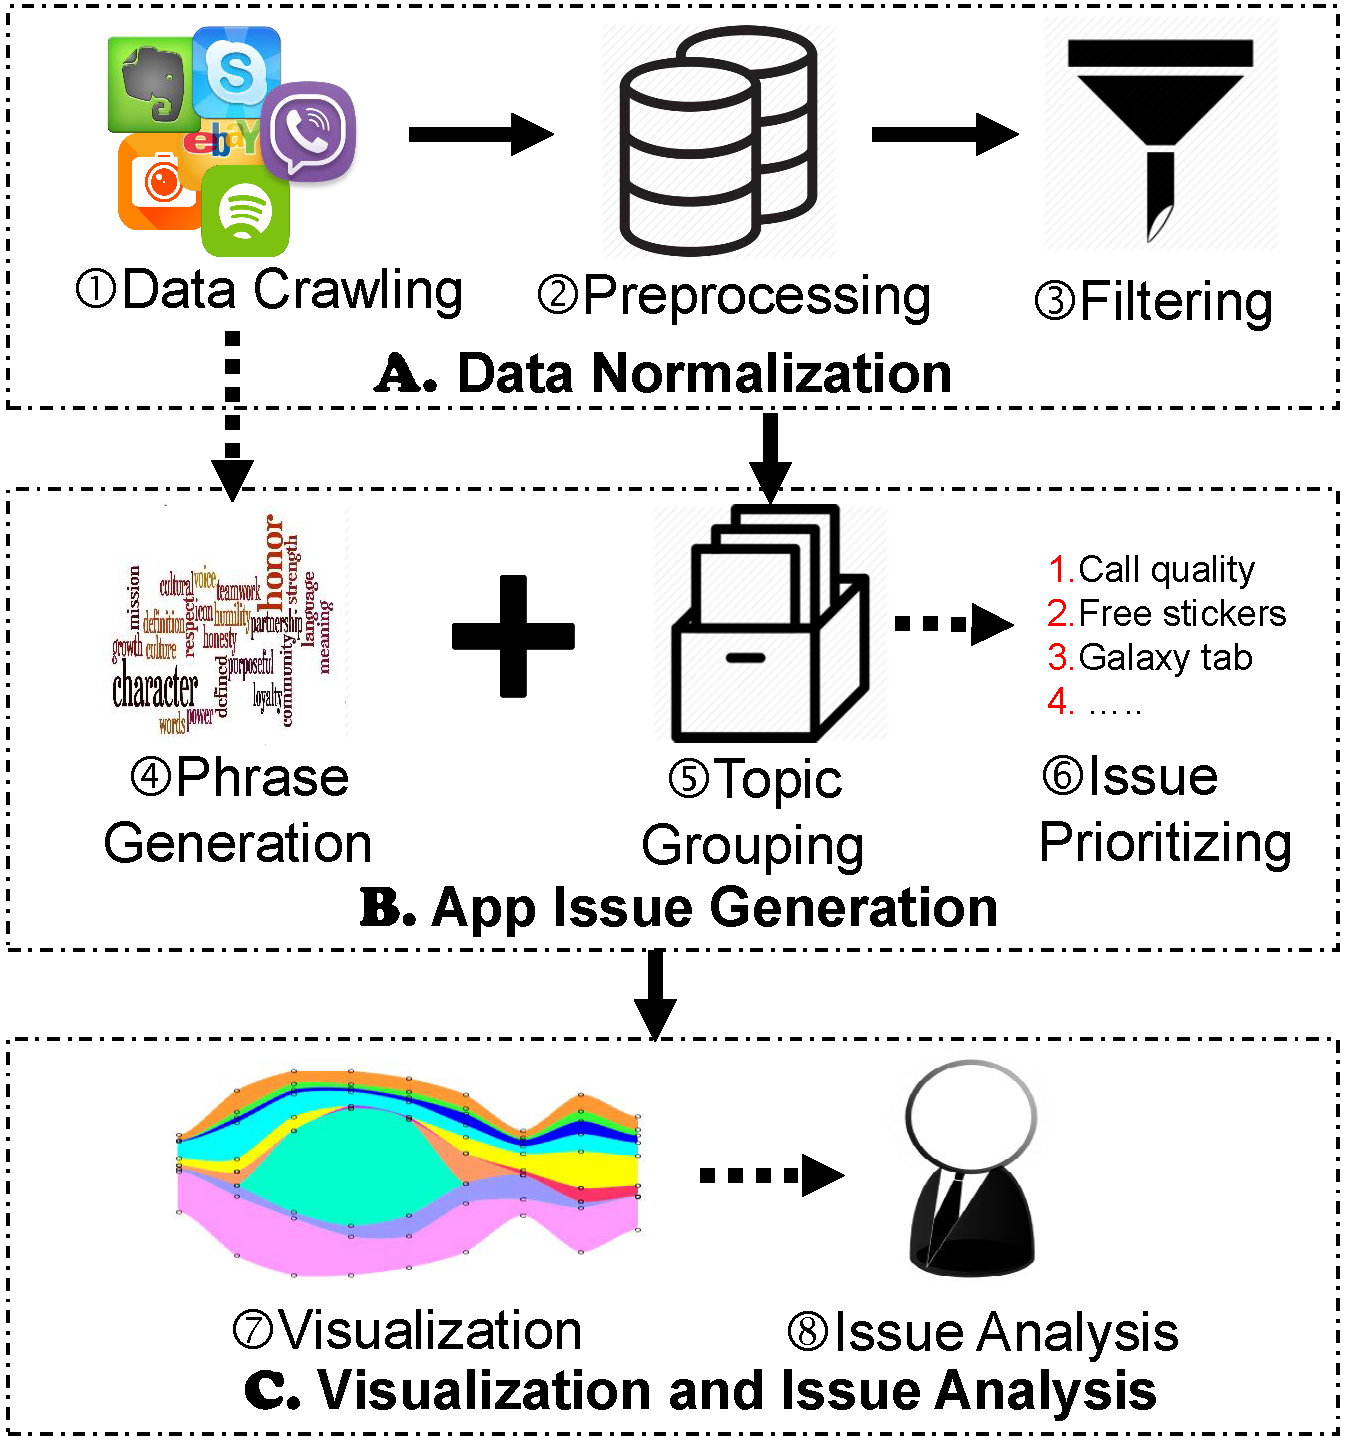 ebaY
①Data Crawling
②Preprocessing
③Filtering
A. Data Normalization
honor
strength
language
meaning
mission
cultural
voice
teamwork
respect
icon
humility
partnership
definition
honesty
growth
culture
purposeful
defined
community
character
loyalty
words
power
1.Call quality
2.Free stickers
3.Galaxy tab
4. .....
④Phrase
Generation
⑤Topic
Grouping
⑥Issue
Prioritizing
B. App Issue Generation
⑦Visualization
⑧Issue Analysis
C. Visualization and Issue Analysis